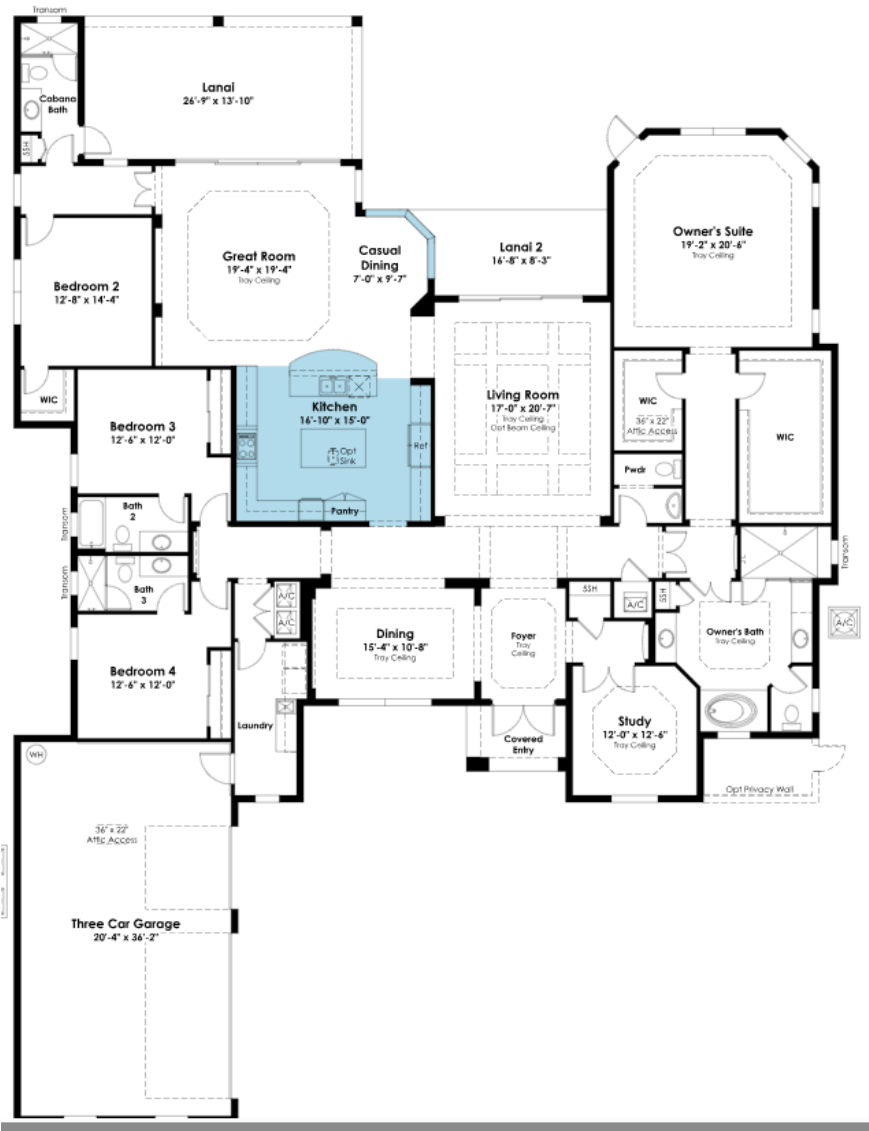 Transom
Lanai
26'-9" x 13'-10"
Cabana
Bath
SSH
Owner's Suite
19'-2" x 20'-6"
Tray Ceiling
Great Room
19'-4" x 19'-4"
Tray Ceiling
Casual
Dining
7'-0" x 9'-7"
Lanai 2
16'-8" x 8'-3"
Bedroom 2
12'-8" x 14'-4"
WIC
Kitchen
16'-10" x 15'-0"
Opt
Sink
Ref
Pantry
Living Room
17'-0" x 20'-7"
Tray Ceiling
Opt Beam Ceiling
WIC
36" x 22"
Attic Access
WIC
Bedroom 3
12'-6" x 12'-0"
Pwdr
Transom
Bath
2
Transom
Bath
3
Transom
A/C
A/C
SSH
A/C
SSH
A/C
Dining
15'-4" x 10'-8"
Tray Ceiling
Foyer
Tray
Ceiling
Owner's Bath
Tray Ceiling
Bedroom 4
12'-6" x 12'-0"
Laundry
Covered
Entry
Study
12'-0" x 12'-6"
Tray Ceiling
Opt Privacy Wall
WH
36" x 22"
Attic Access
Three Car Garage
20'-4" x 36'-2"